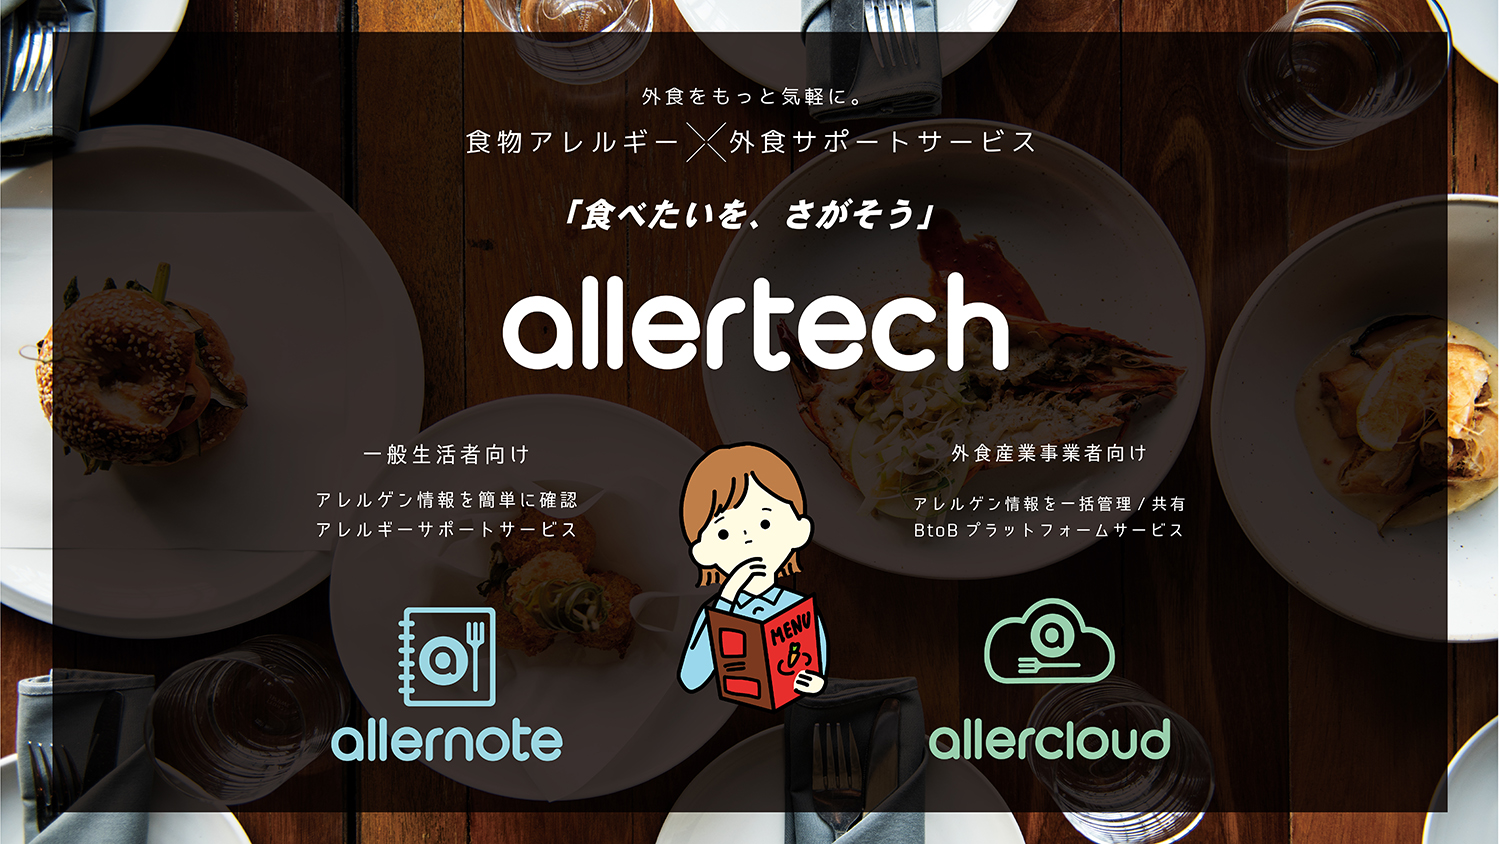 外食をもっと気軽に。
食物アレルギー×外食サポートサービス
「食べたいを、さがそう」
allertech
一般生活者向け
アレルゲン情報を簡単に確認
アレルギーサポートサービス
a
allernote
MENU
外食産業事業者向け
アレルゲン情報を一括管理/共有
BtoBプラットフォームサービス
a
allercloud